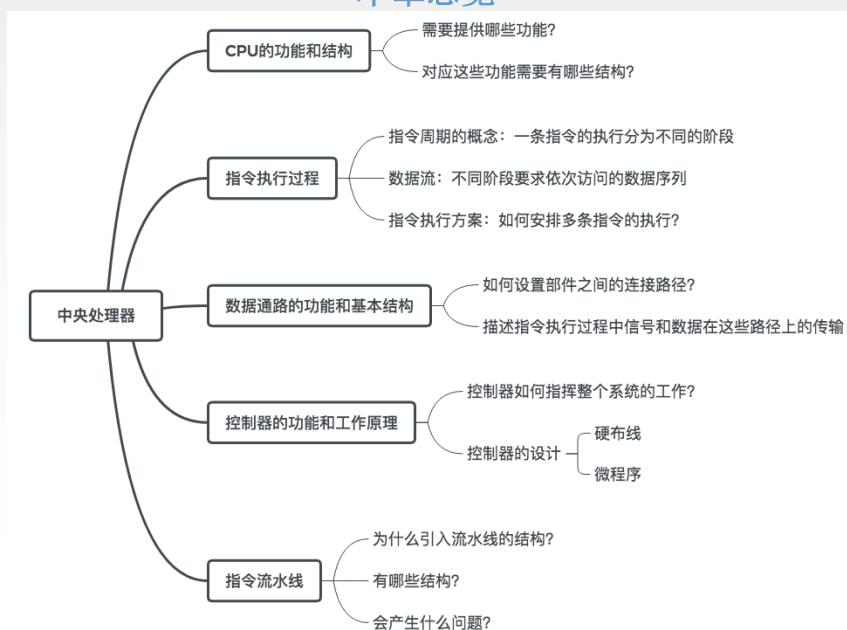 中央处理器
CPU的功能和结构
需要提供哪些功能?
对应这些功能需要有哪些结构?
指令执行过程
指令周期的概念：一条指令的执行分为不同的阶段
数据流：不同阶段要求依次访问的数据序列
指令执行方案：如何安排多条指令的执行?
数据通路的功能和基本结构
如何设置部件之间的连接路径?
描述指令执行过程中信号和数据在这些路径上的传输
控制器的功能和工作原理
控制器如何指挥整个系统的工作?
控制器的设计
硬布线
微程序
指令流水线
为什么引入流水线的结构?
有哪些结构?
会产生什么问题?